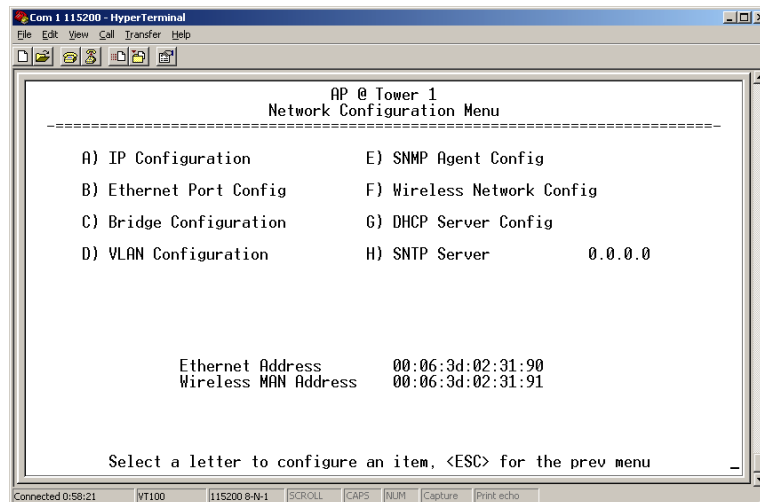 Com 1 115200 - HyperTerminal
File Edit View Call Transfer Help
AP @ Tower 1
Network Configuration Menu
-==========================================================================-
A) IP Configuration E) SNMP Agent Config
B) Ethernet Port Config F) Wireless Network Config
C) Bridge Configuration G) DHCP Server Config
D) VLAN Configuration H) SNTP Server 0.0.0.0
Ethernet Address 00:06:3d:02:31:90
Wireless MAN Address 00:06:3d:02:31:91
Select a letter to configure an item, <ESC> for the prev menu _
Connected 0:58:21 VT100 115200 8-N-1 SCROLL CAPS NUM Capture Print echo